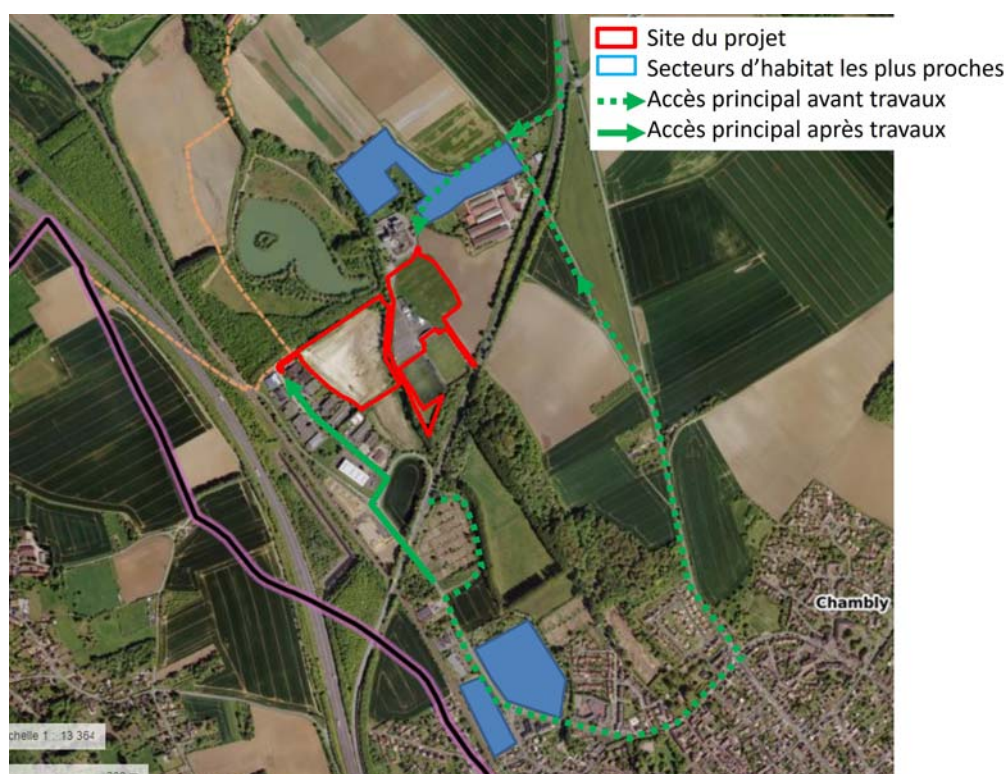 Site du projet
Secteurs d'habitat les plus proches
Accès principal avant travaux
Accès principal après travaux
Chambly
chelle 1 : 13 364